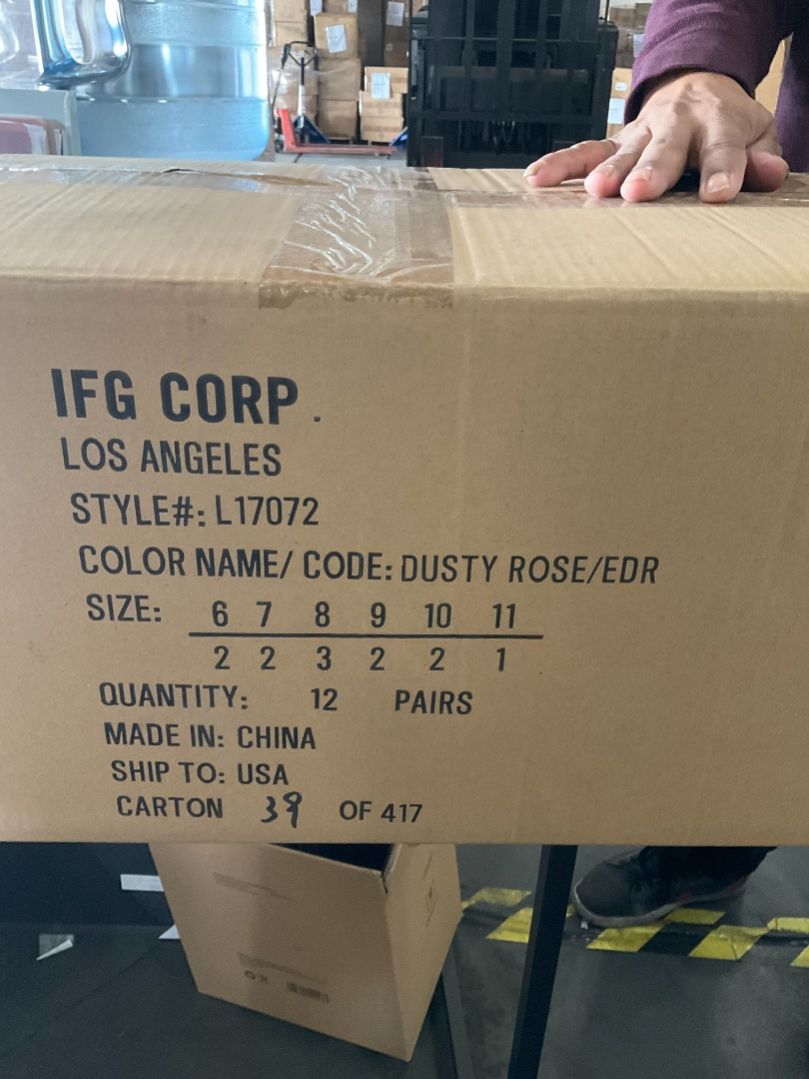 IFG CORP.
LOS ANGELES
STYLE#: L17072
COLOR NAME/ CODE: DUSTY ROSE/EDR
SIZE: 6 7 8 9 10 11
2 2 3 2 2 1
QUANTITY: 12 PAIRS
MADE IN: CHINA
SHIP TO: USA
CARTON 39 OF 417